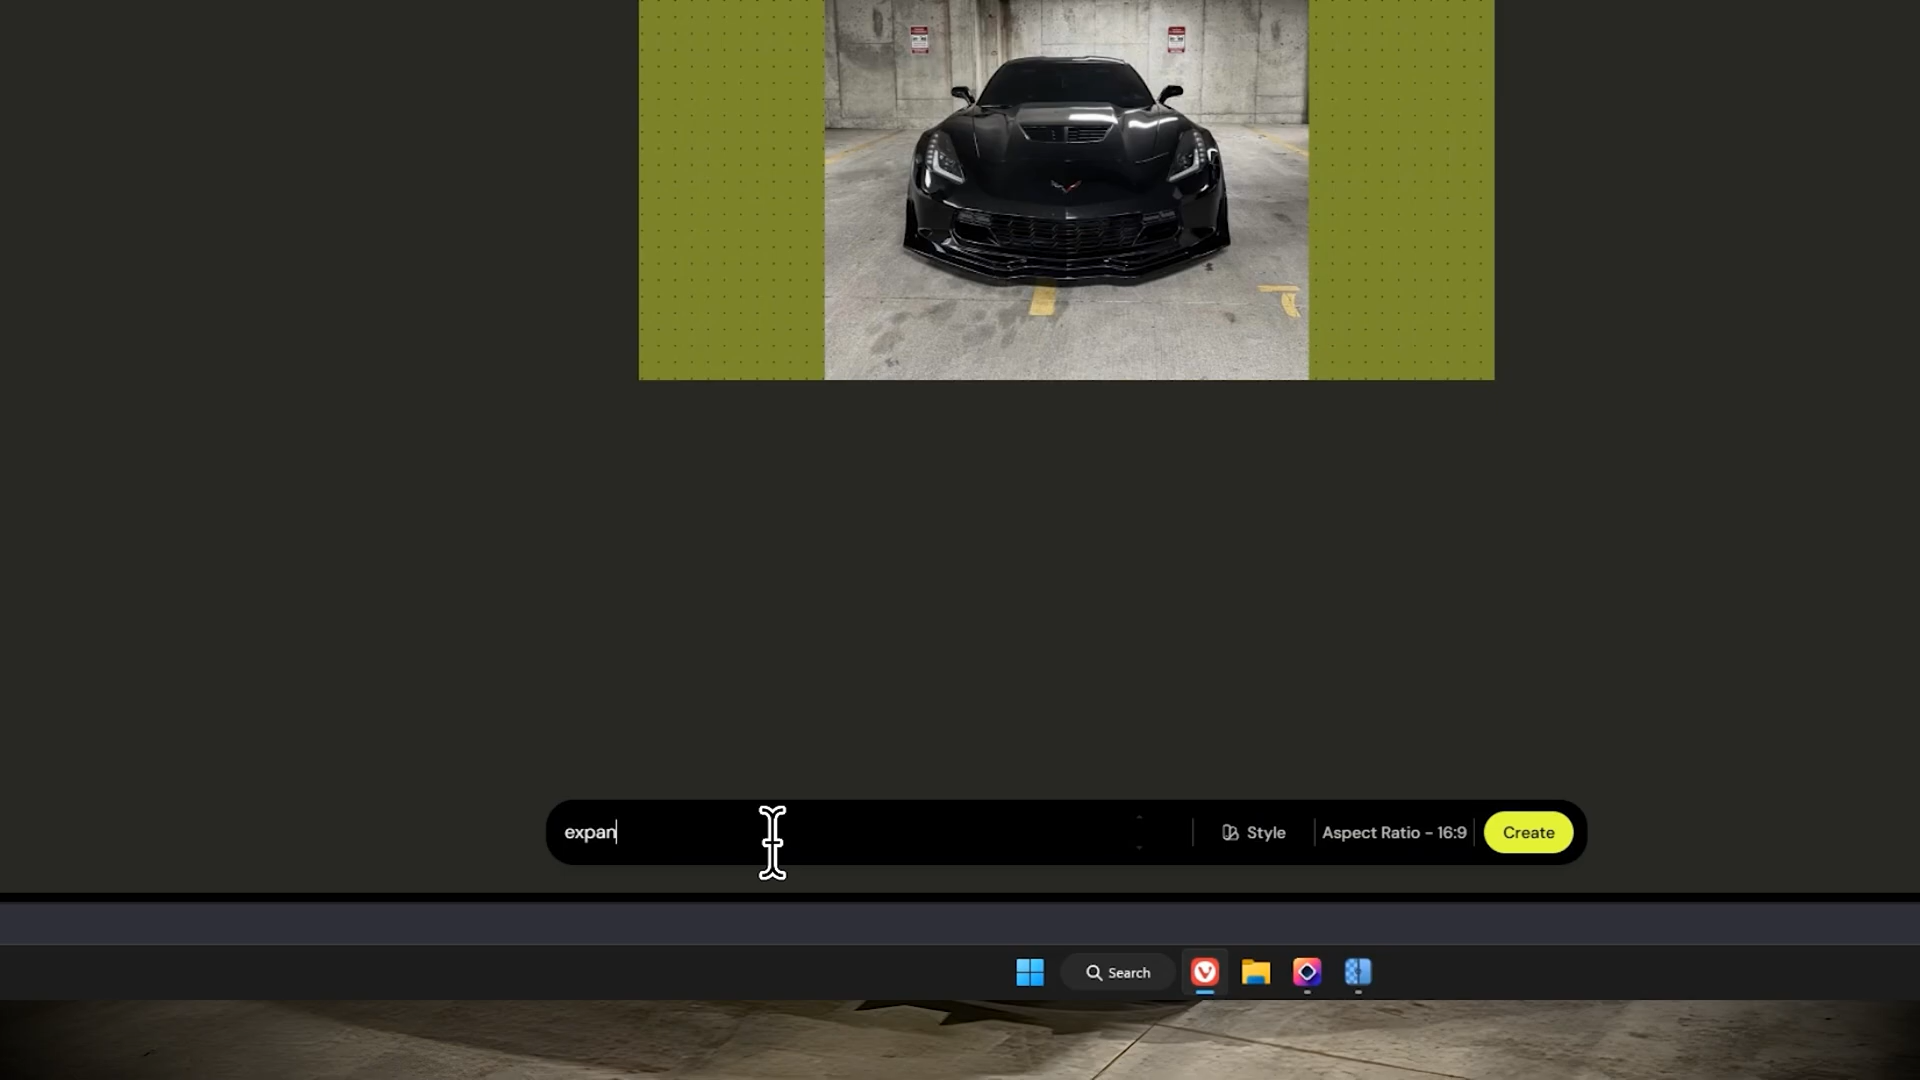 expan
Style
Aspect Ratio - 16:9
Create
Search